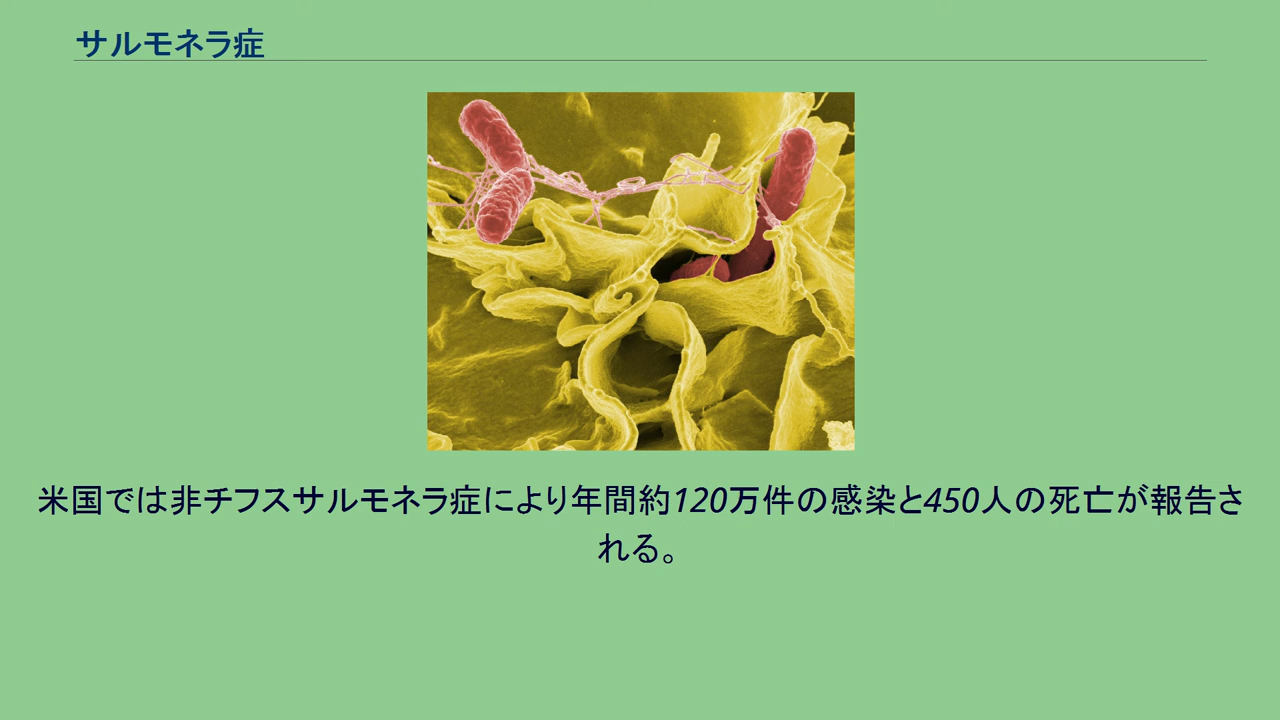 サルモネラ症
米国では非チフスサルモネラ症により年間約120万件の感染と450人の死亡が報告さ
れる。